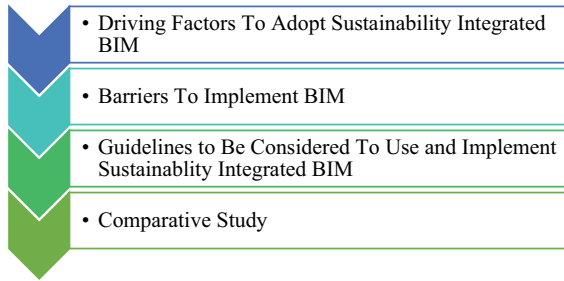 • Driving Factors To Adopt Sustainability Integrated
BIM
• Barriers To Implement BIM
• Guidelines to Be Considered To Use and Implement
Sustainablity Integrated BIM
• Comparative Study